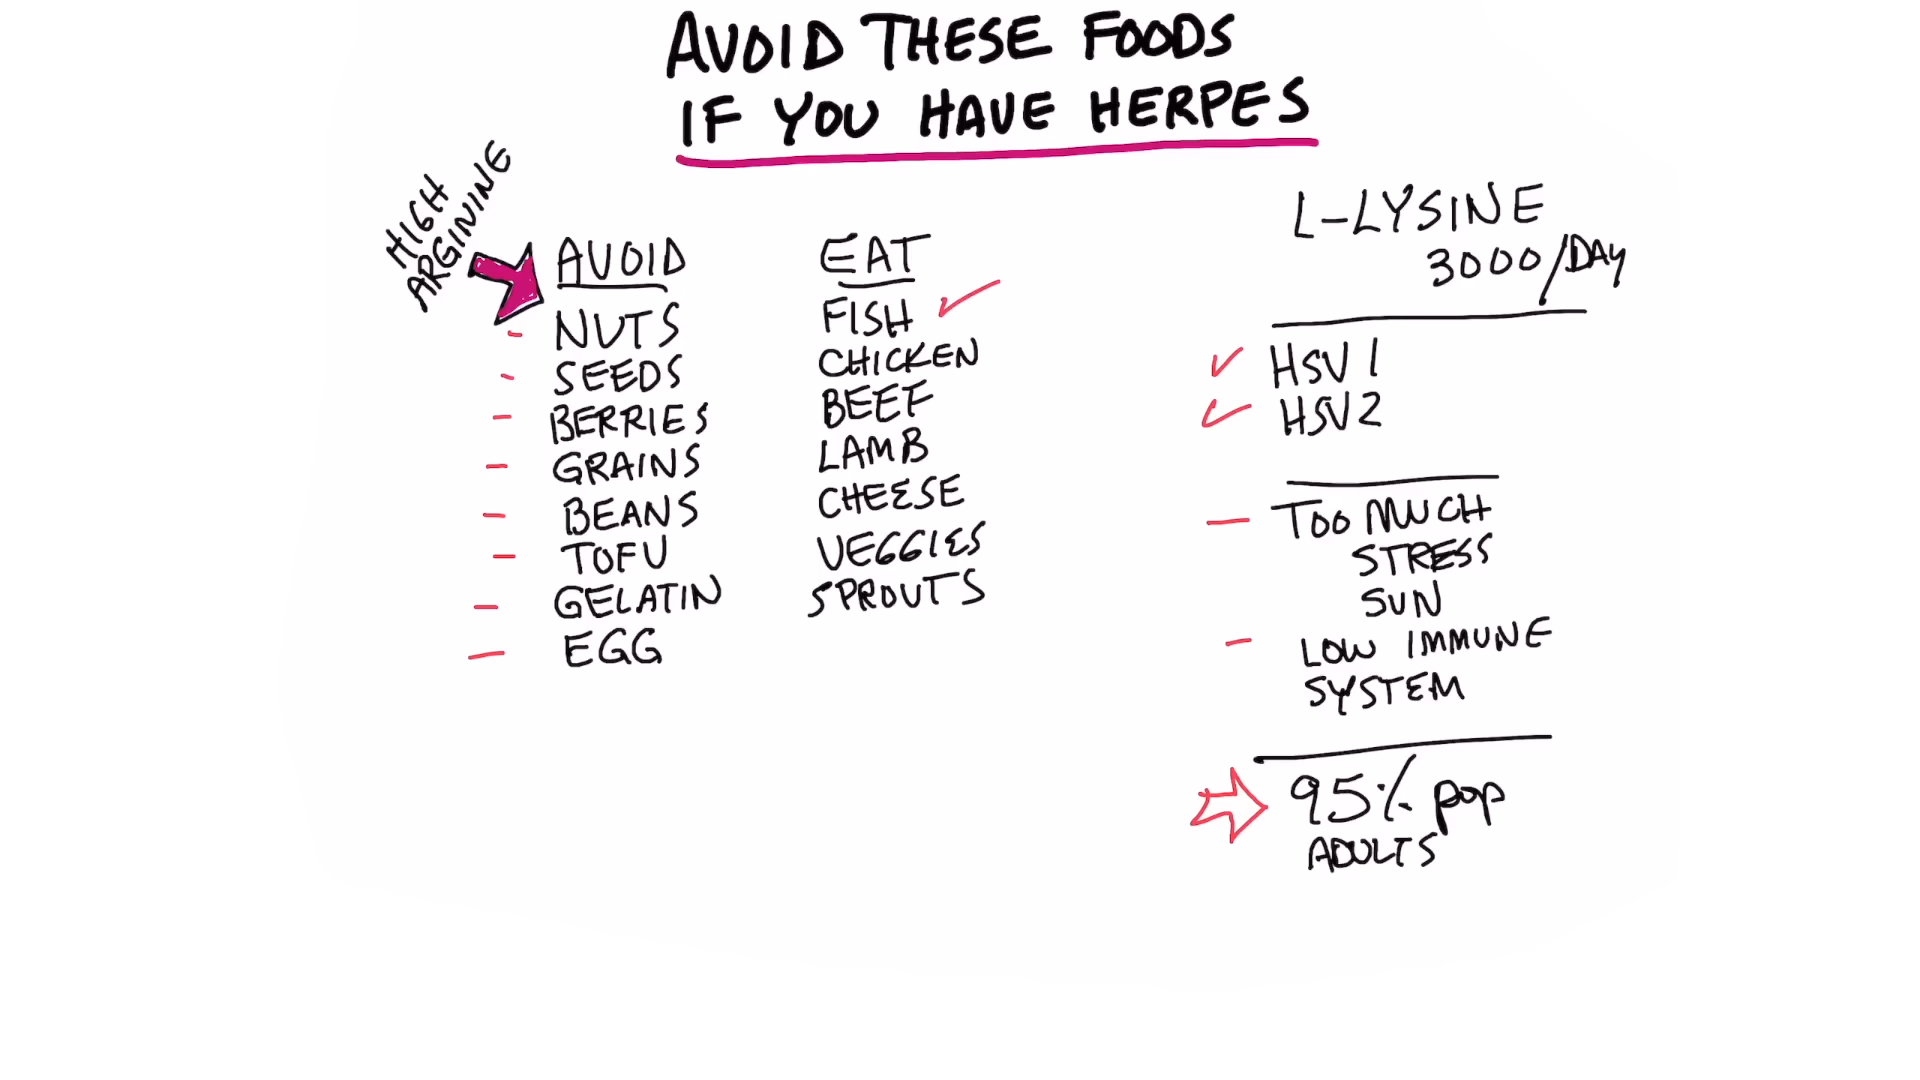 AVOID THESE FOODS
IF YOU HAVE HERPES
HIGH
ARGININE
AVOID
NUTS
SEEDS
BERRIES
GRAINS
BEANS
TOFU
GELATIN
EGG
EAT
FISH
CHICKEN
BEEF
LAMB
CHEESE
VEGGIES
SPROUTS
L-LYSINE
3000/DAY
HSV 1
HSV2
TOO MUCH
STRESS
SUN
LOW IMMUNE
SYSTEM
95% pop
ADULTS